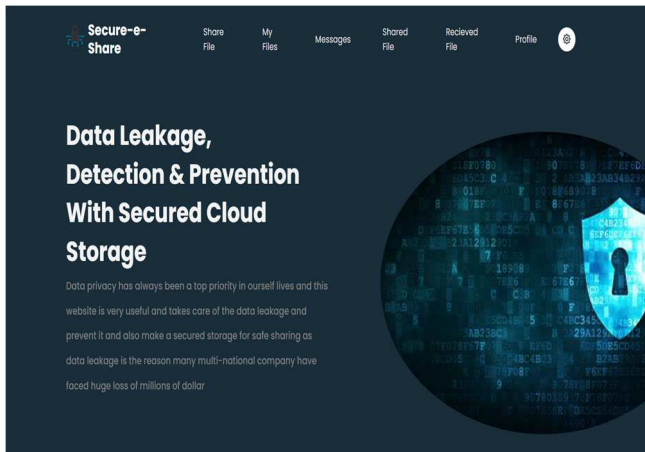 Secure-e-
Share
Share
File
My
Files
Messages
Shared
File
Recieved
File
Profile
Data Leakage,
Detection & Prevention
With Secured Cloud
Storage
Data privacy has always been a top priority in ourself lives and this
website is very useful and takes care of the data leakage and
prevent it and also make a secured storage for safe sharing as
data leakage is the reason many multi-national company have
faced huge loss of millions of dollar